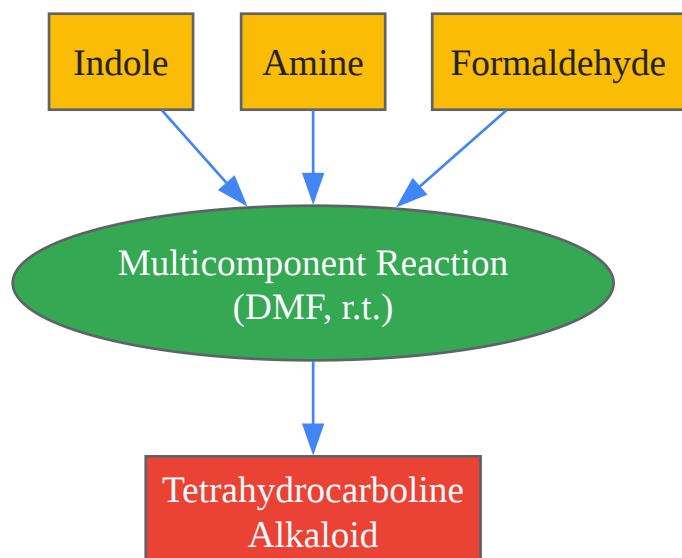 Indole
Amine
Formaldehyde
Multicomponent Reaction
(DMF, r.t.)
Tetrahydrocarboline
Alkaloid